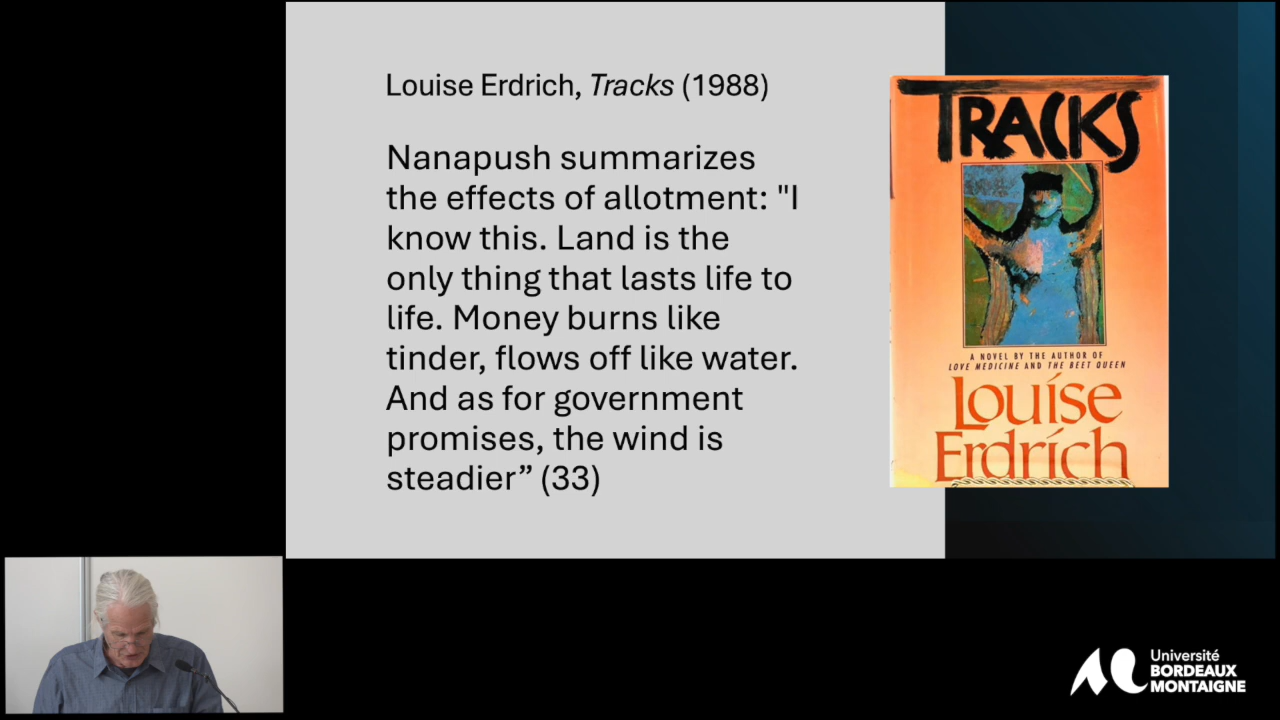 Louise Erdrich, Tracks (1988)
Nanapush summarizes
the effects of allotment: "I
know this. Land is the
only thing that lasts life to
life. Money burns like
tinder, flows off like water.
And as for government
promises, the wind is
steadier” (33)
TRACKS
A NOVEL BY THE AUTHOR OF
LOVE MEDICINE AND THE BEET QUEEN
Louise
Erdrich
Université
BORDEAUX
MONTAIGNE